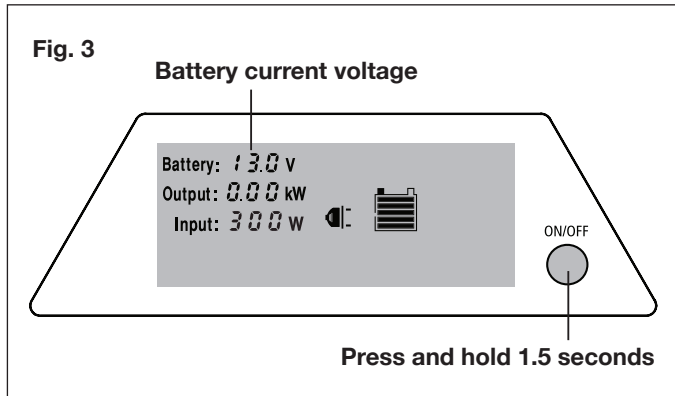 Fig. 3
Battery current voltage
Battery: 13.0 V
Output: 0.00 kW
Input: 300 W
ON/OFF
Press and hold 1.5 seconds